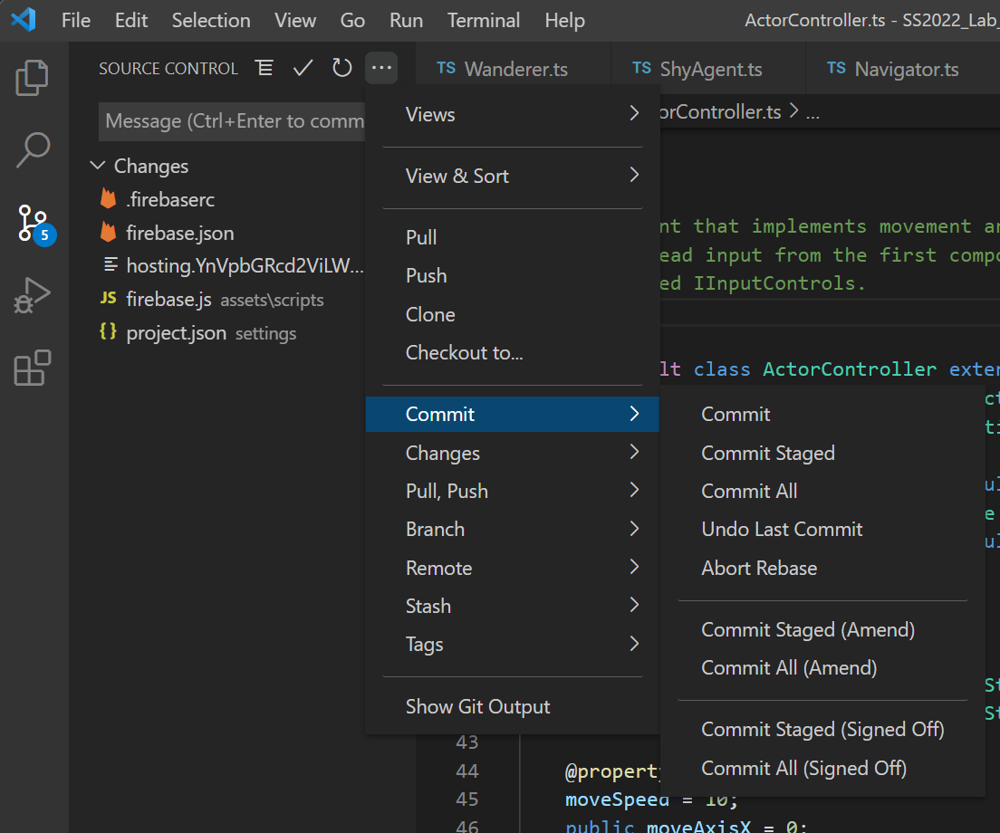 File Edit Selection View Go Run Terminal Help ActorController.ts - SS2022_Lab_
SOURCE CONTROL
TS Wanderer.ts TS ShyAgent.ts TS Navigator.ts
Message (Ctrl+Enter to comm
orController.ts > ...
Changes
.firebaserc
firebase.json
hosting.YnVpbGRcd2ViLW...
JS firebase.js assets\scripts
{} project.json settings
5
Views
View & Sort
Pull
Push
Clone
Checkout to...
Commit
Changes
Pull, Push
Branch
Remote
Stash
Tags
Show Git Output
Commit
Commit Staged
Commit All
Undo Last Commit
Abort Rebase
Commit Staged (Amend)
Commit All (Amend)
Commit Staged (Signed Off)
Commit All (Signed Off)
nt that implements movement a
ead input from the first compo
ed IInputControls.
lt class ActorController exter
43
44 @property
45 moveSpeed = 10;
46 public moveAxisX = 0;